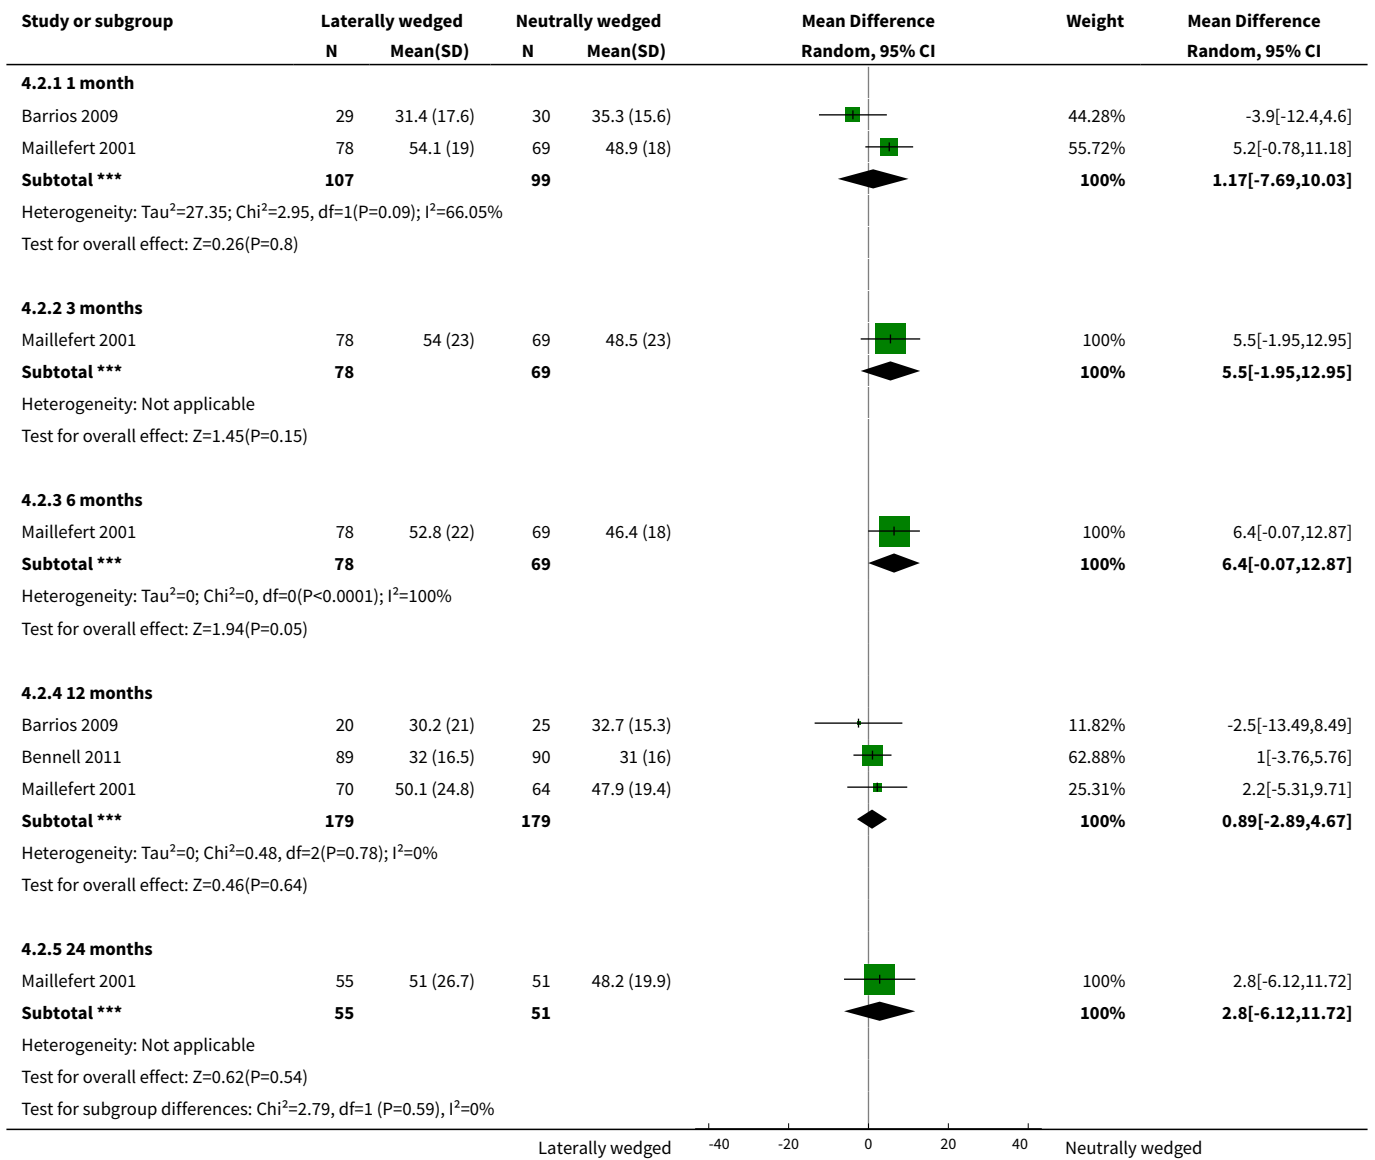 Study or subgroup Laterally wedged Neutrally wedged Mean Difference Weight Mean Difference
N Mean(SD) N Mean(SD) Random, 95% CI Random, 95% CI
4.2.1 1 month
Barrios 2009 29 31.4 (17.6) 30 35.3 (15.6) 44.28% -3.9[-12.4,4.6]
Maillefert 2001 78 54.1 (19) 69 48.9 (18) 55.72% 5.2[-0.78,11.18]
Subtotal *** 107 99 100% 1.17[-7.69,10.03]
Heterogeneity: Tau²=27.35; Chi²=2.95, df=1(P=0.09); I²=66.05%
Test for overall effect: Z=0.26(P=0.8)
4.2.2 3 months
Maillefert 2001 78 54 (23) 69 48.5 (23) 100% 5.5[-1.95,12.95]
Subtotal *** 78 69 100% 5.5[-1.95,12.95]
Heterogeneity: Not applicable
Test for overall effect: Z=1.45(P=0.15)
4.2.3 6 months
Maillefert 2001 78 52.8 (22) 69 46.4 (18) 100% 6.4[-0.07,12.87]
Subtotal *** 78 69 100% 6.4[-0.07,12.87]
Heterogeneity: Tau²=0; Chi²=0, df=0(P<0.0001); I²=100%
Test for overall effect: Z=1.94(P=0.05)
4.2.4 12 months
Barrios 2009 20 30.2 (21) 25 32.7 (15.3) 11.82% -2.5[-13.49,8.49]
Bennell 2011 89 32 (16.5) 90 31 (16) 62.88% 1[-3.76,5.76]
Maillefert 2001 70 50.1 (24.8) 64 47.9 (19.4) 25.31% 2.2[-5.31,9.71]
Subtotal *** 179 179 100% 0.89[-2.89,4.67]
Heterogeneity: Tau²=0; Chi²=0.48, df=2(P=0.78); I²=0%
Test for overall effect: Z=0.46(P=0.64)
4.2.5 24 months
Maillefert 2001 55 51 (26.7) 51 48.2 (19.9) 100% 2.8[-6.12,11.72]
Subtotal *** 55 51 100% 2.8[-6.12,11.72]
Heterogeneity: Not applicable
Test for overall effect: Z=0.62(P=0.54)
Test for subgroup differences: Chi²=2.79, df=1 (P=0.59), I²=0%
Laterally wedged -40 -20 0 20 40 Neutrally wedged